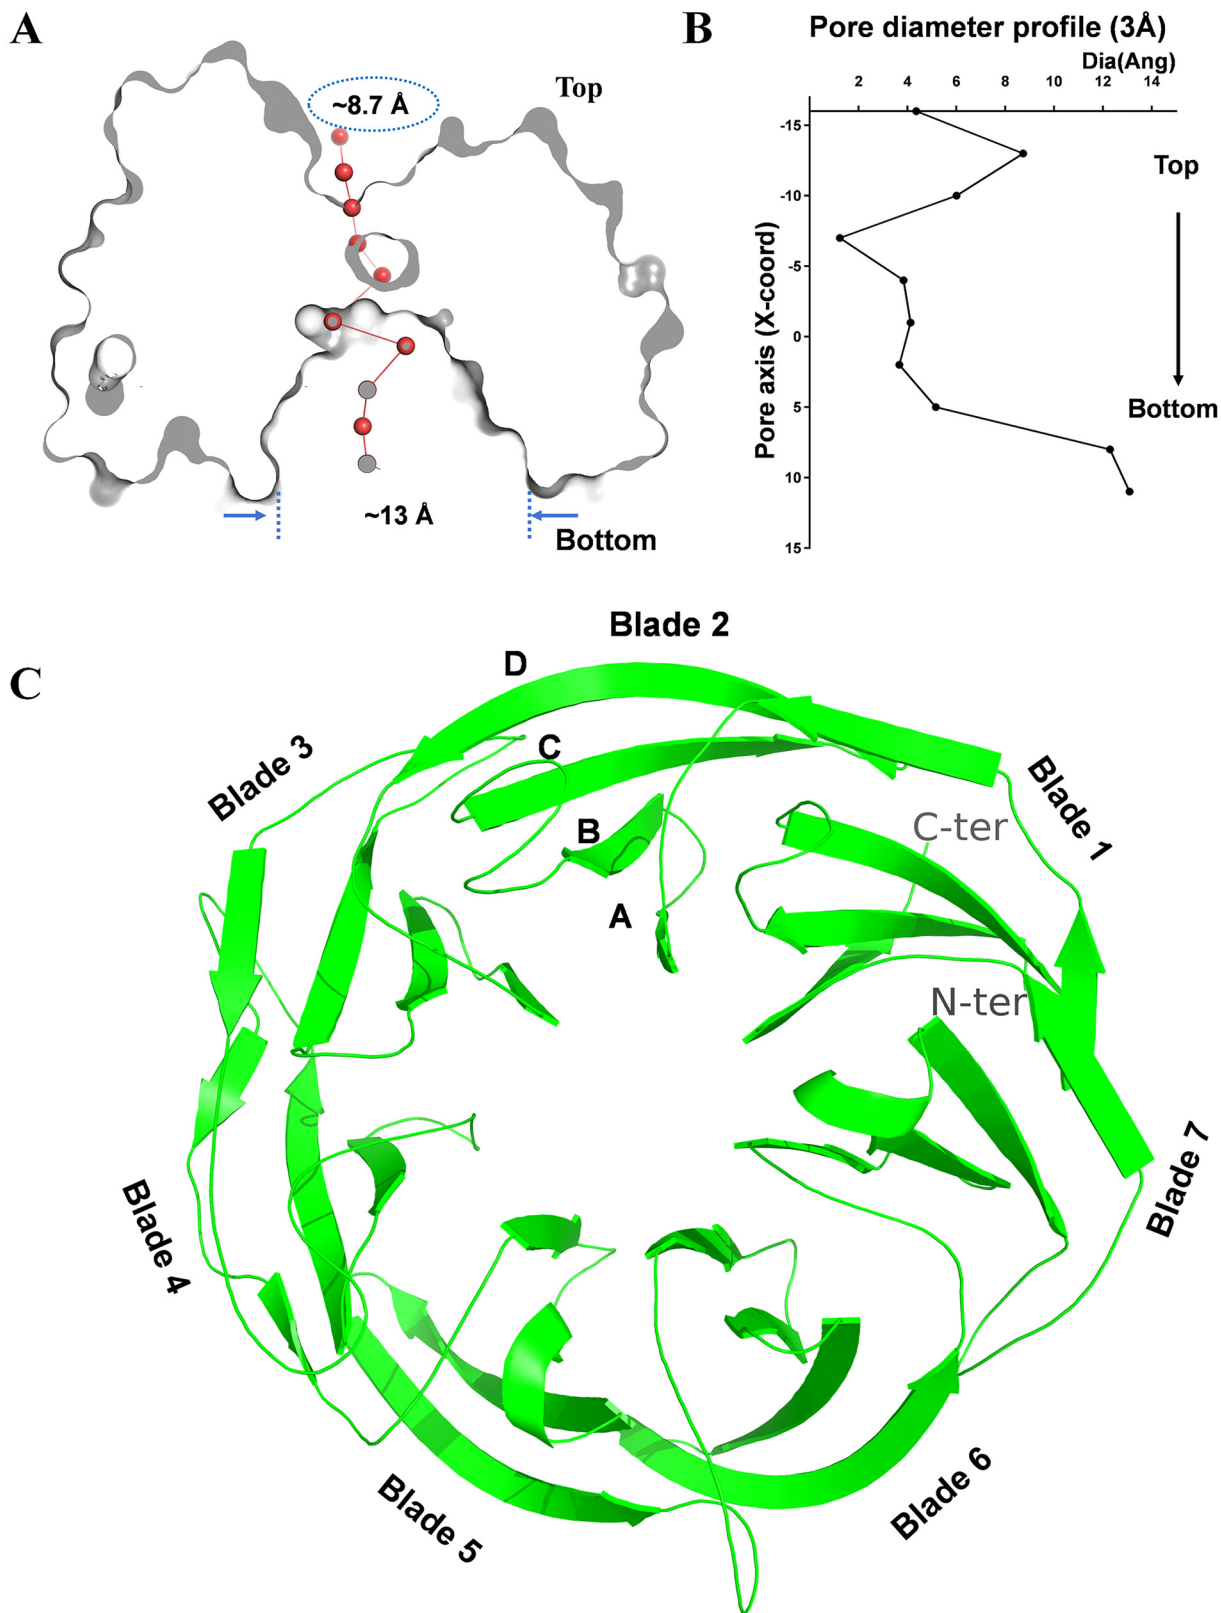 A
~8.7 Å
Top
~13 Å
Bottom
B
Pore diameter profile (3Å)
Dia(Ang)
2 4 6 8 10 12 14
Pore axis (X-coord)
-15
-10
-5
0
5
10
15
Top
Bottom
C
Blade 2
D
C
B
A
Blade 3
Blade 1
C-ter
N-ter
Blade 4
Blade 7
Blade 5
Blade 6